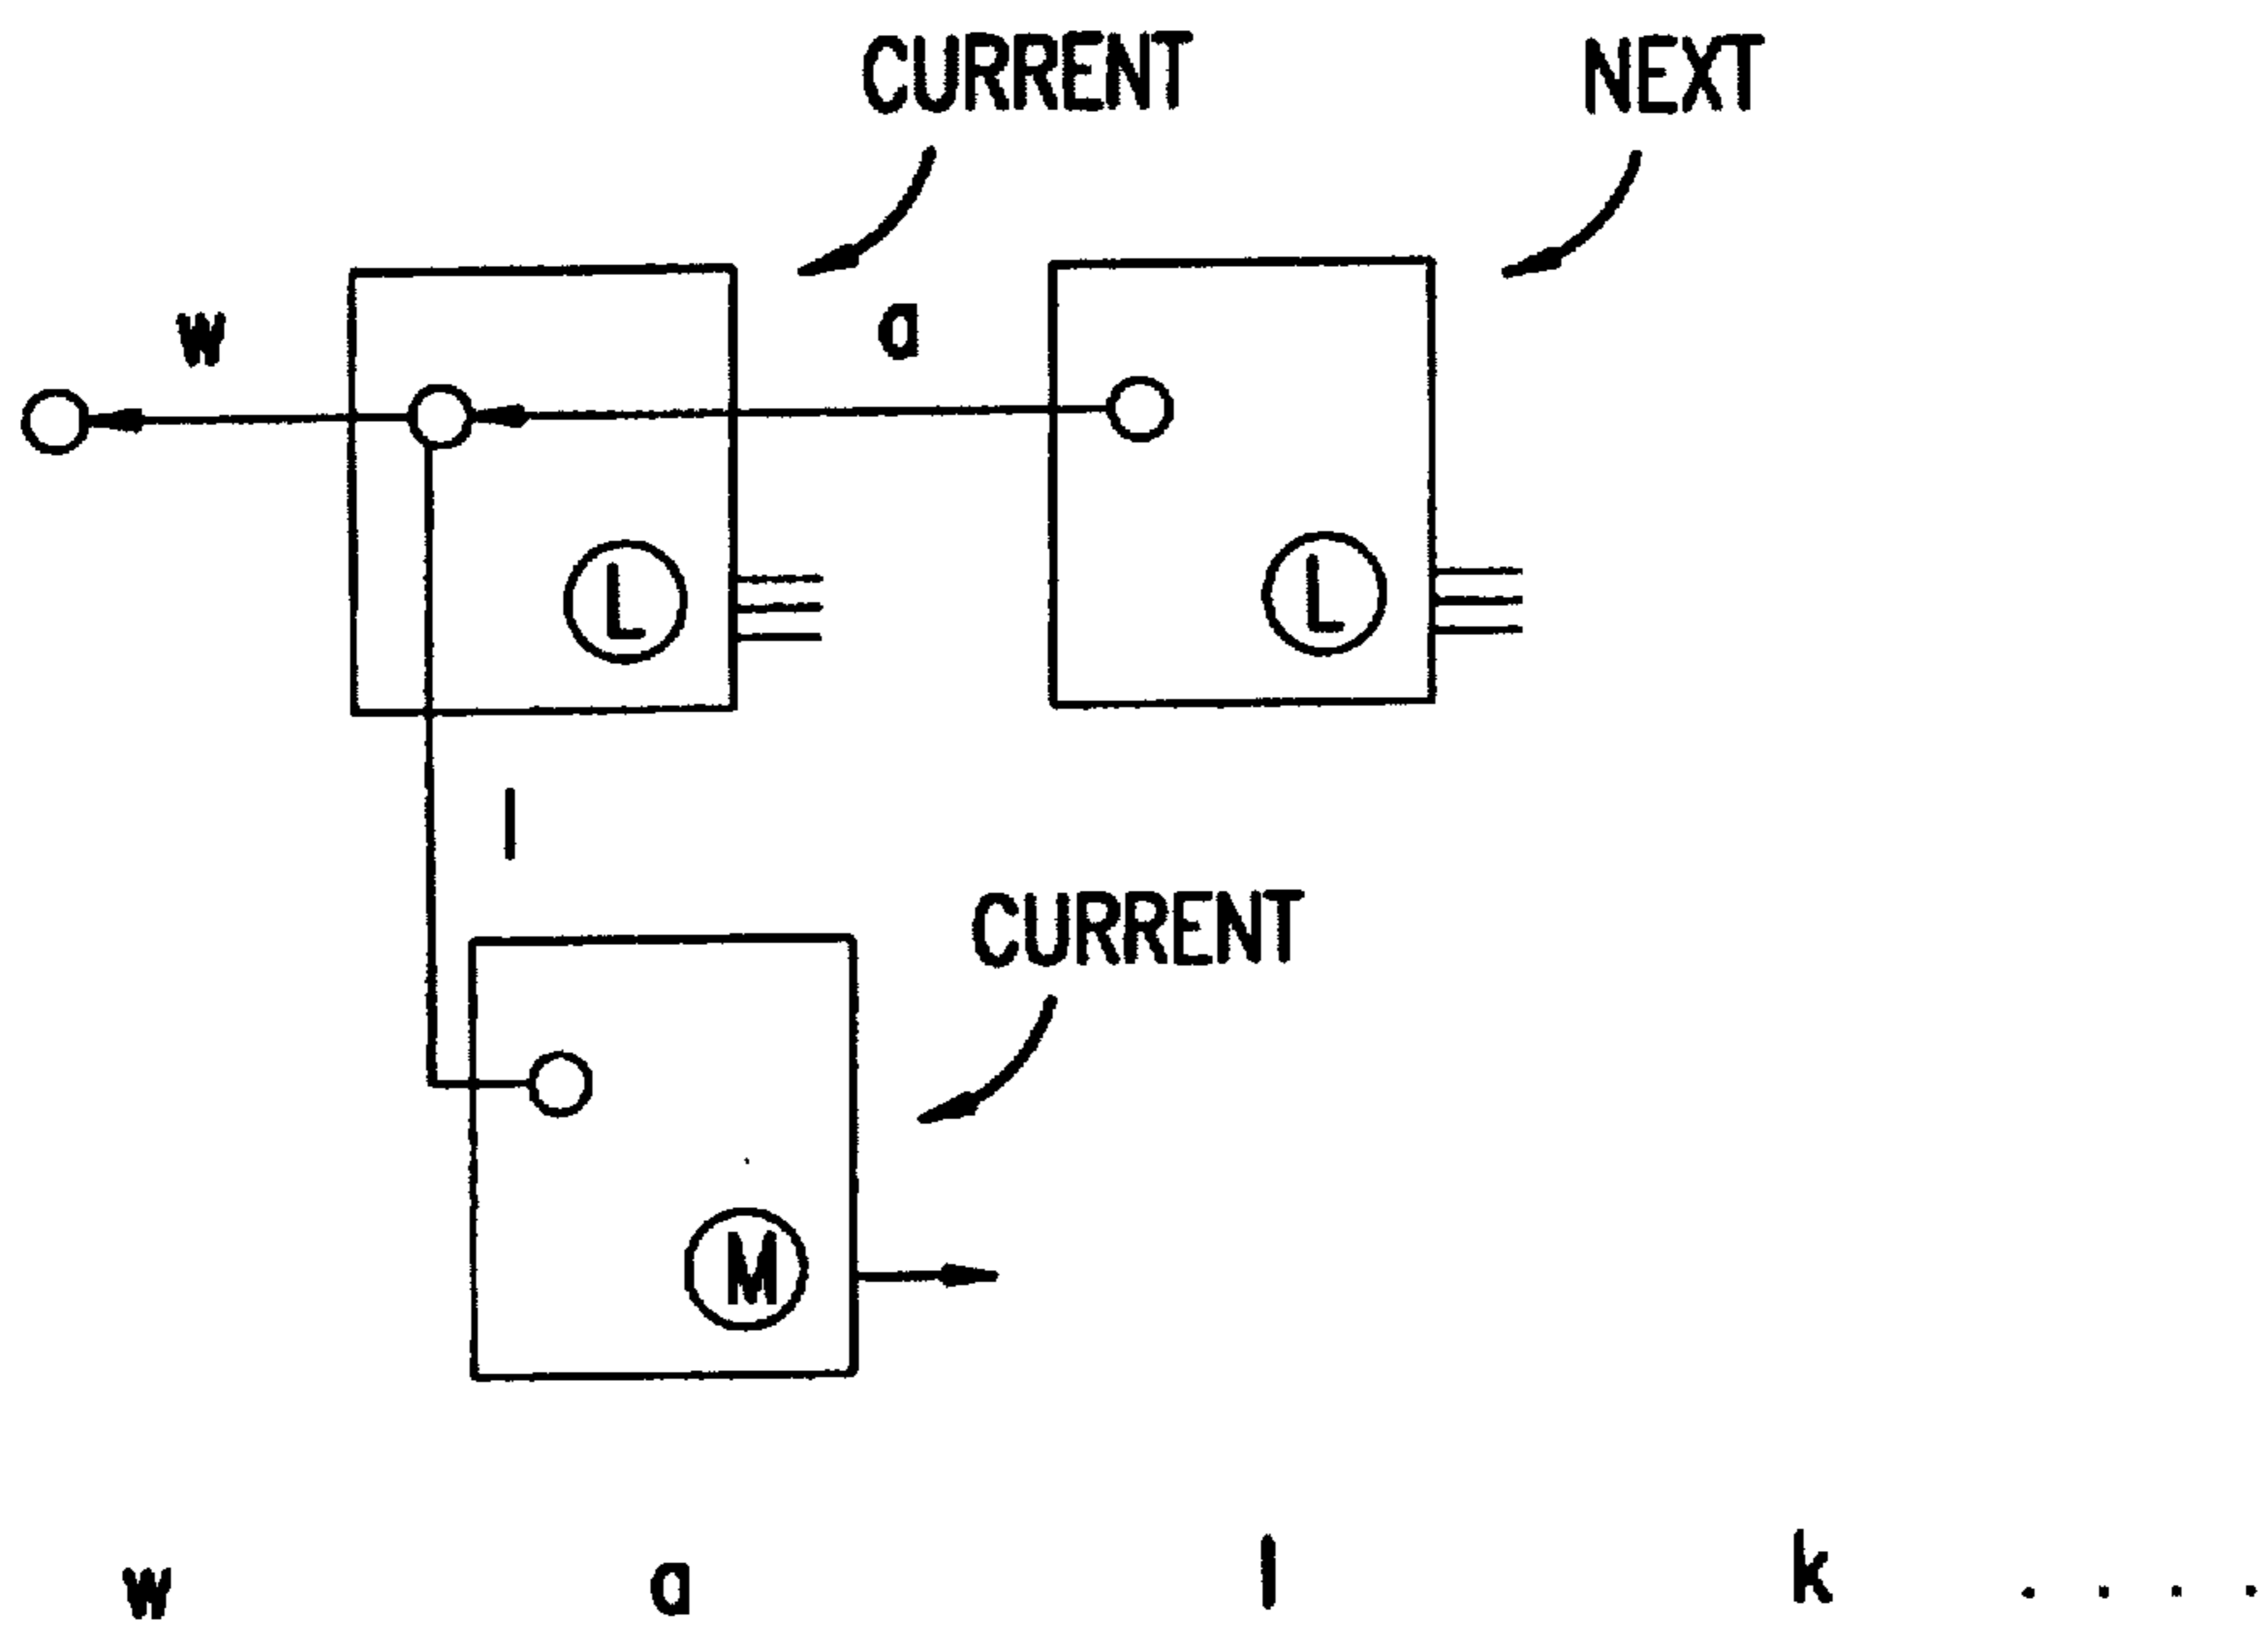 CURRENT NEXT
w a
L L
l
CURRENT
M
w a l k . . . .